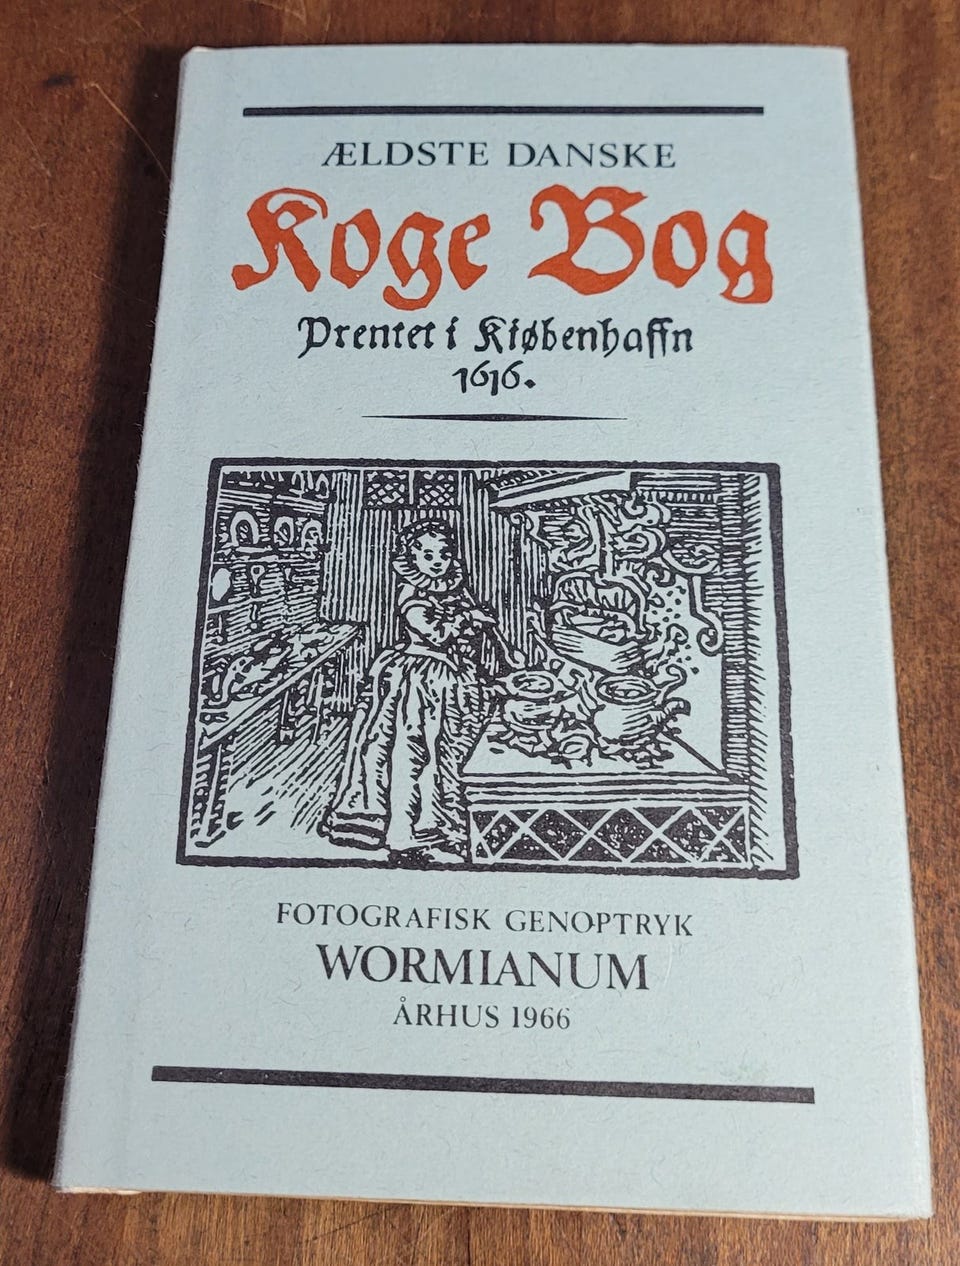 ÆLDSTE DANSKE
Koge Bog
Prentet i Kiøbenhaffn
1616.
FOTOGRAFISK GENOPTRYK
WORMIANUM
ÅRHUS 1966